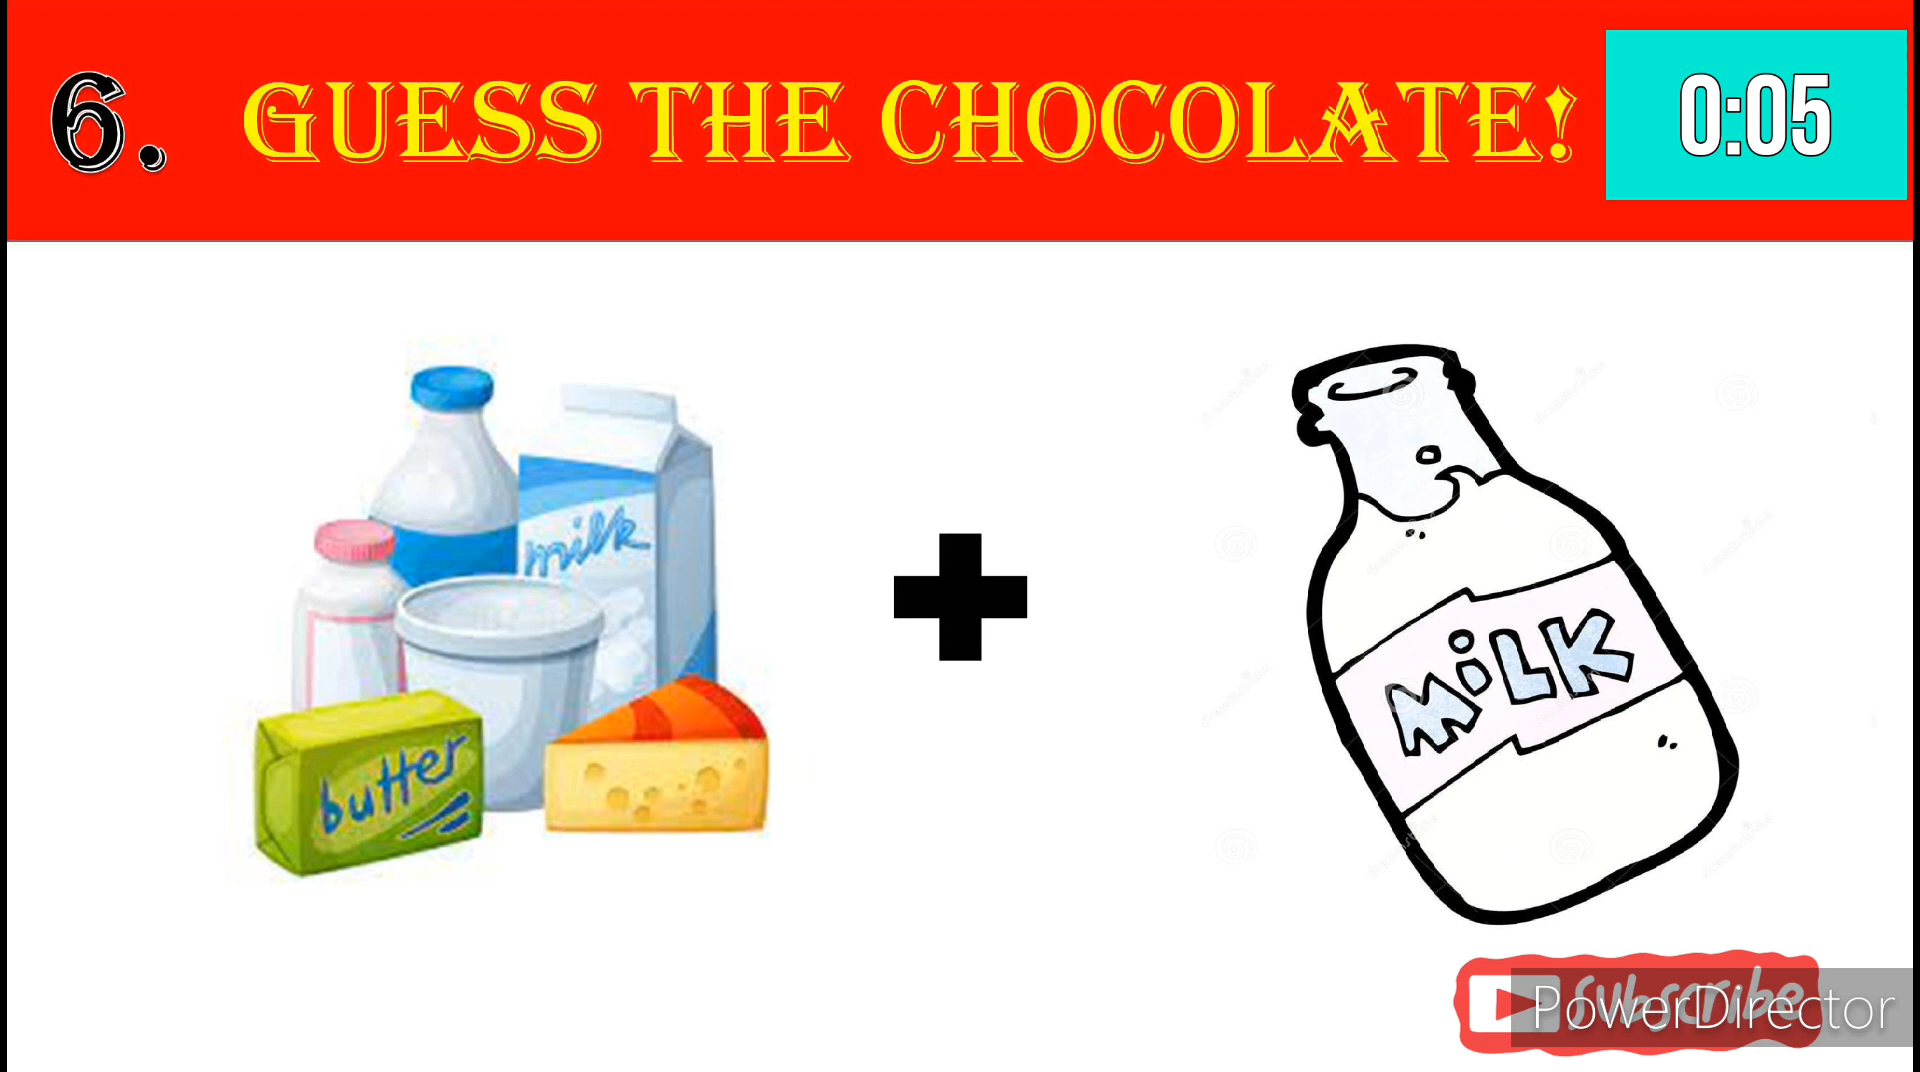 6. GUESS THE CHOCOLATE! 0:05
milk
butter
MiLK
Subscribe
PowerDirector